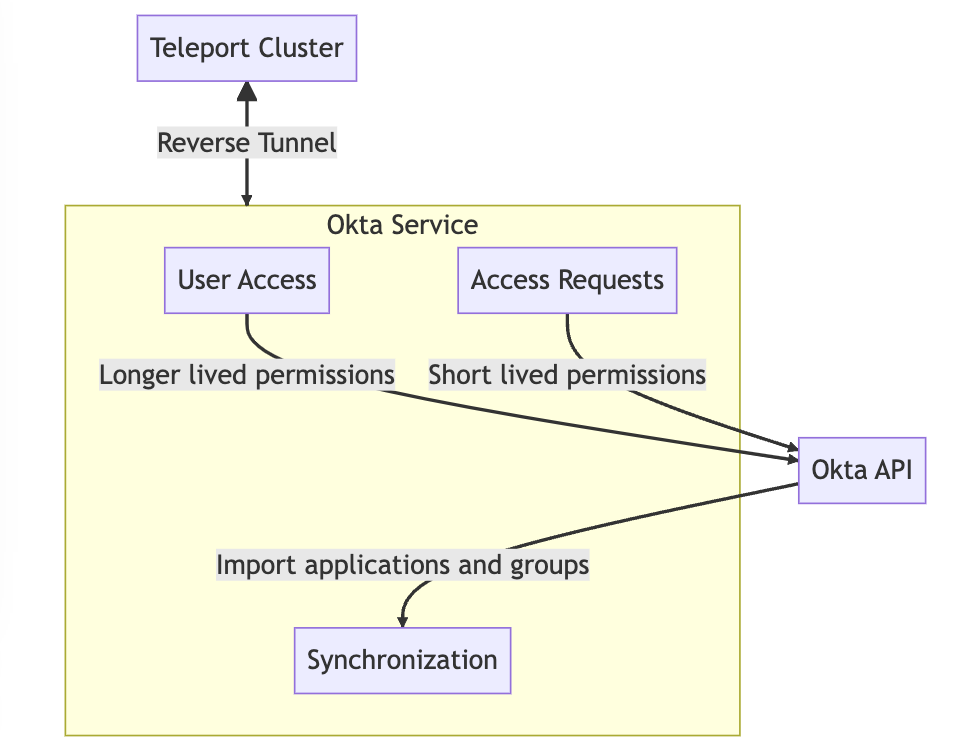 Teleport Cluster
Reverse Tunnel
Okta Service
User Access
Access Requests
Longer lived permissions
Short lived permissions
Okta API
Import applications and groups
Synchronization